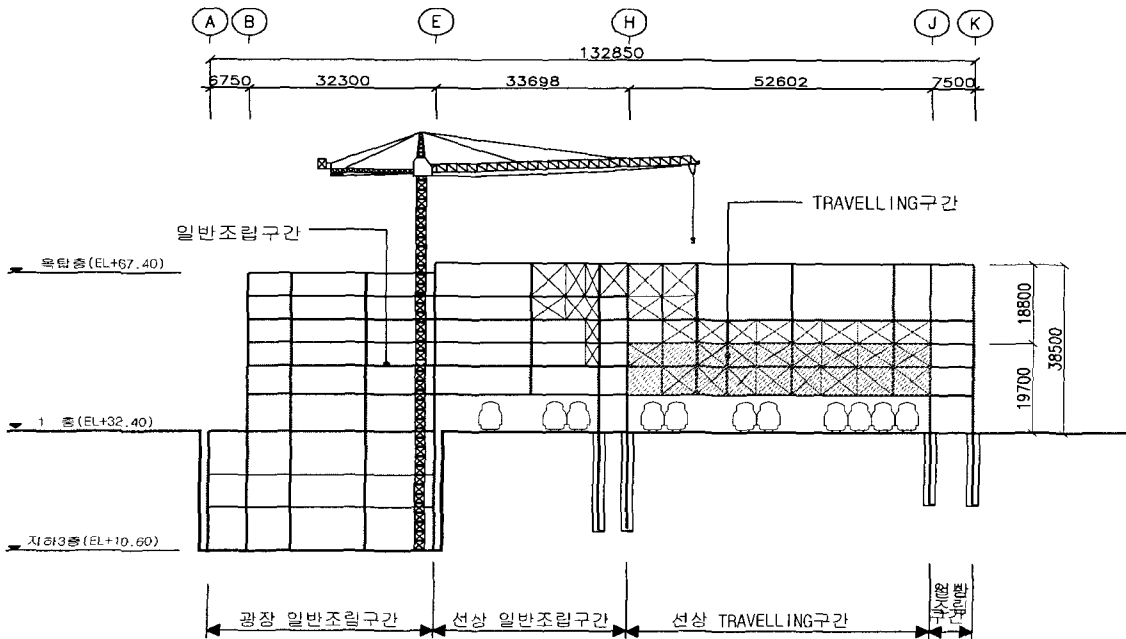 A B E H J K
132850
6750 32300 33698 52602 7500
TRAVELLING구간
일반조립구간
옥탑층(EL+67.40)
18800
38500
19700
1 층(EL+32.40)
지하3층(EL+10.60)
광장 일반조립구간 선상 일반조립구간 선상 TRAVELLING구간